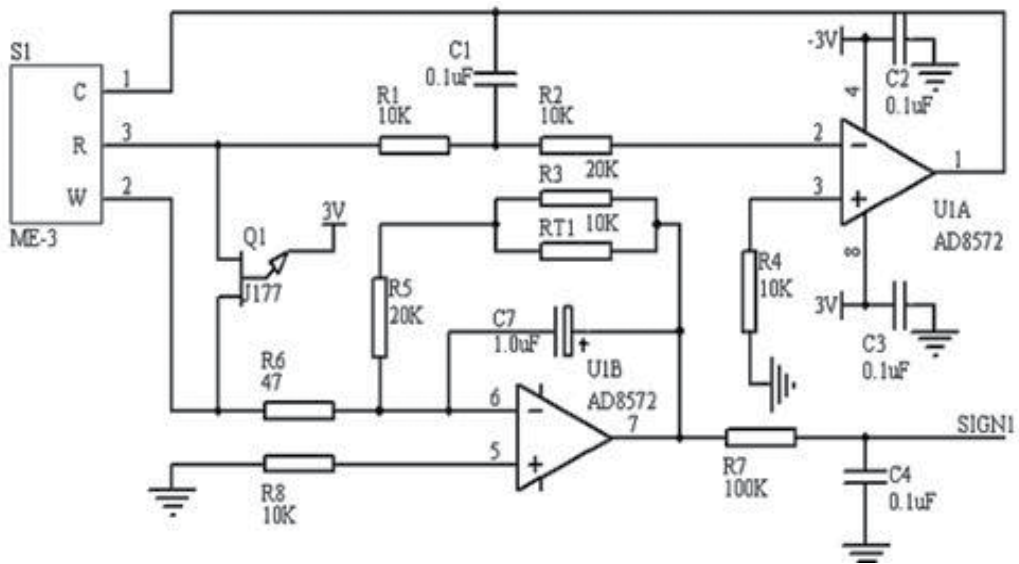 S1
C
1
R
3
W
2
ME-3
C1
0.1uF
R1
10K
R2
10K
20K
R3
RT1
10K
-3V
4
C2
0.1uF
2
3
1
U1A
AD8572
8
R4
10K
3V
C3
0.1uF
Q1
J177
3V
R5
20K
C7
1.0uF
+
U1B
AD8572
R6
47
6
5
7
R8
10K
R7
100K
SIGN1
C4
0.1uF